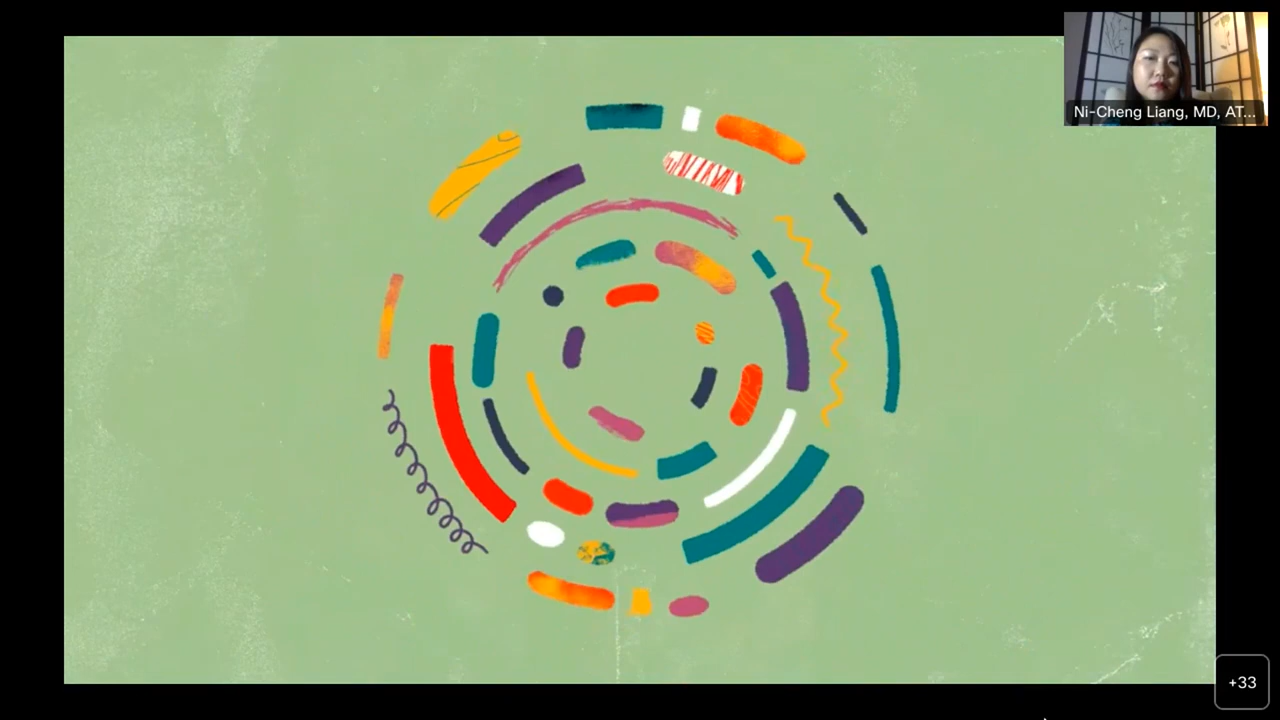 Ni-Cheng Liang, MD, AT...
+33